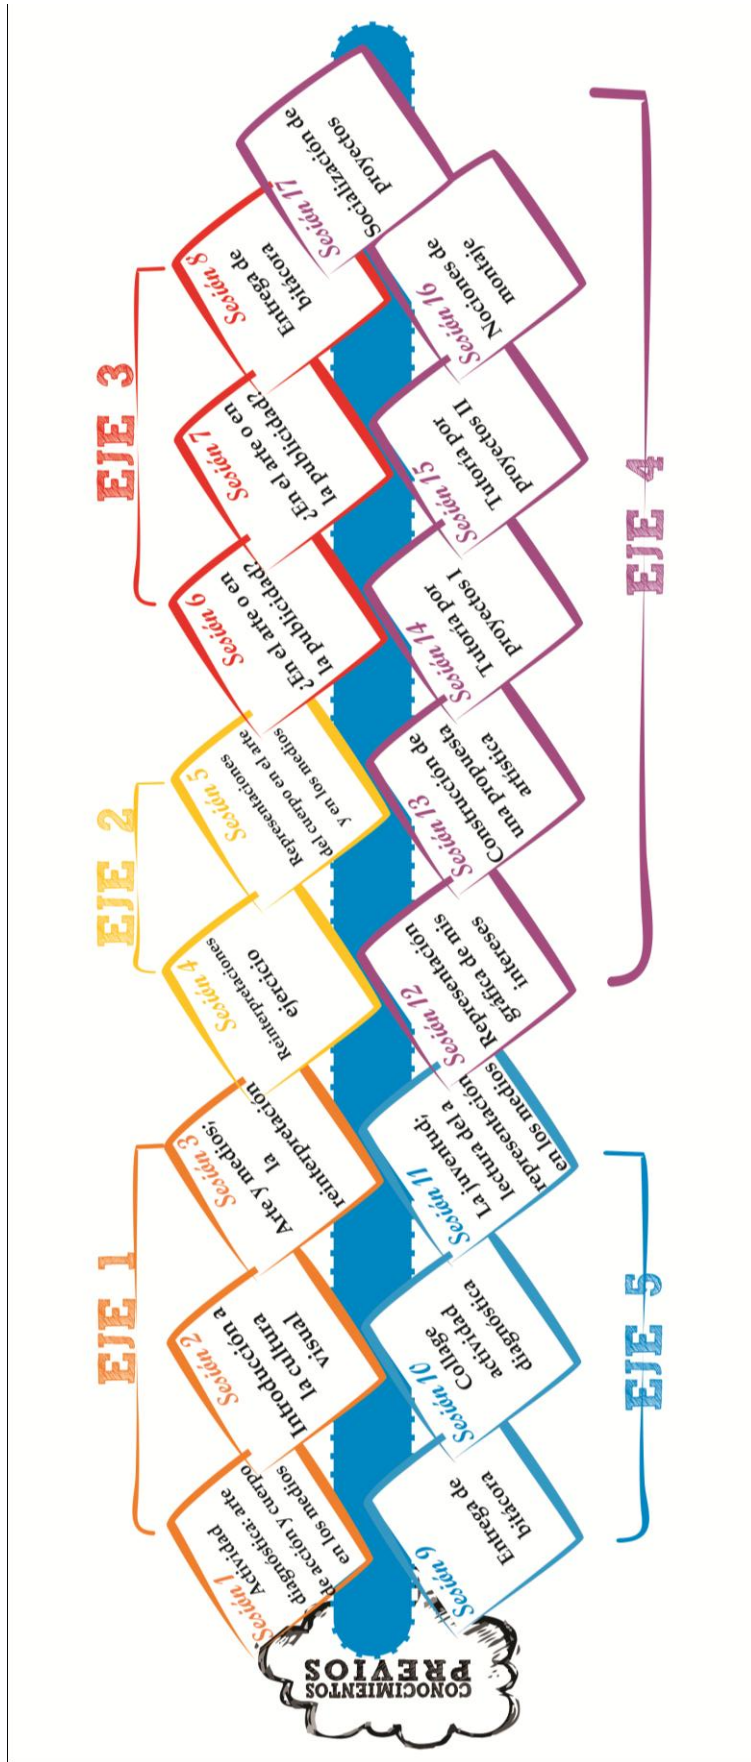 CONOCIMIENTOS
PREVIOS
EJE 1
Sesión 1
Actividad
diagnóstica: arte
de acción y cuerpo
en los medios
Sesión 2
Introducción a
la cultura
visual
Sesión 3
Arte y medios;
la
reinterpretación
EJE 2
Sesión 4
Reinterpretaciones
ejercicio
Sesión 5
Representaciones
del cuerpo en el arte
y en los medios
EJE 3
Sesión 6
¿En el arte o en
la publicidad?
Sesión 7
¿En el arte o en
la publicidad?
Sesión 8
Entrega de
bitácora
EJE 5
Sesión 9
Entrega de
bitácora
Sesión 10
Collage
actividad
diagnóstica
Sesión 11
La juventud;
lectura del a
representación
en los medios
EJE 4
Sesión 12
Representación
gráfica de mis
intereses
Sesión 13
Construcción de
una propuesta
artística
Sesión 14
Tutoría por
proyectos I
Sesión 15
Tutoría por
proyectos II
Sesión 16
Nociones de
montaje
Sesión 17
Socialización de
proyectos